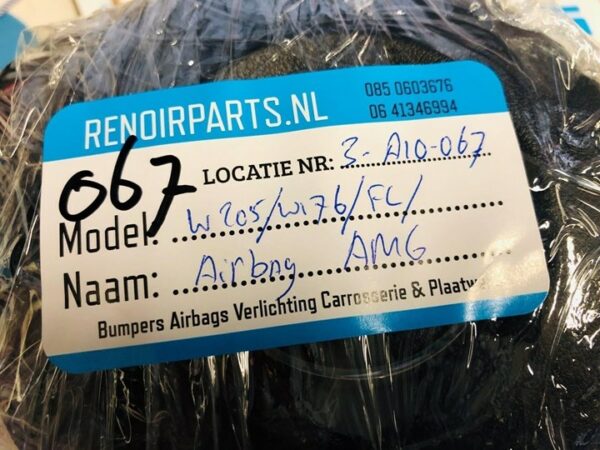 RENOIRPARTS.NL
085 0603676
06 41346994
067
LOCATIE NR: 3-A10-067
Model: W205/W176/FL/
Naam: Airbag AMG
Bumpers Airbags Verlichting Carrosserie & Plaatwe